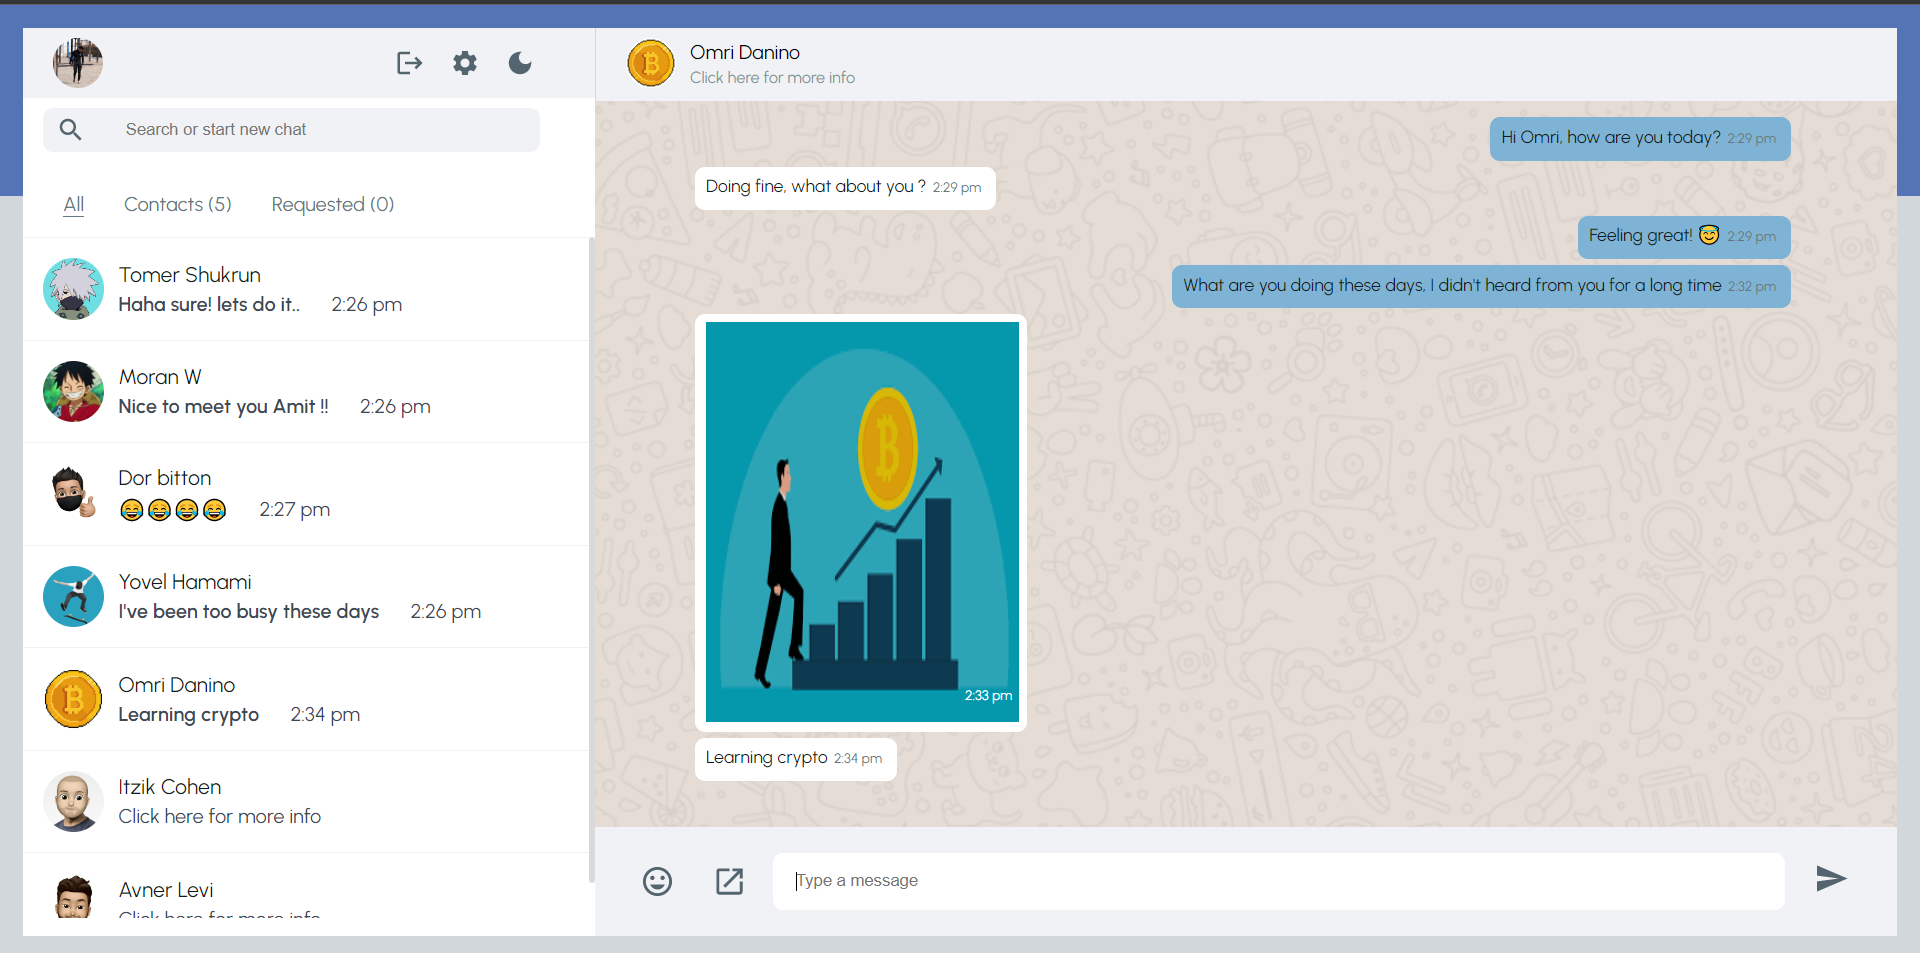 Search or start new chat
All Contacts (5) Requested (0)
Tomer Shukrun
Haha sure! lets do it.. 2:26 pm
Moran W
Nice to meet you Amit !! 2:26 pm
Dor bitton
😂😂😂😂 2:27 pm
Yovel Hamami
I've been too busy these days 2:26 pm
Omri Danino
Learning crypto 2:34 pm
Itzik Cohen
Click here for more info
Avner Levi
Click here for more info
Omri Danino
Click here for more info
Hi Omri, how are you today? 2:29 pm
Doing fine, what about you ? 2:29 pm
Feeling great! 😇 2:29 pm
What are you doing these days, I didn't heard from you for a long time 2:32 pm
2:33 pm
Learning crypto 2:34 pm
Type a message